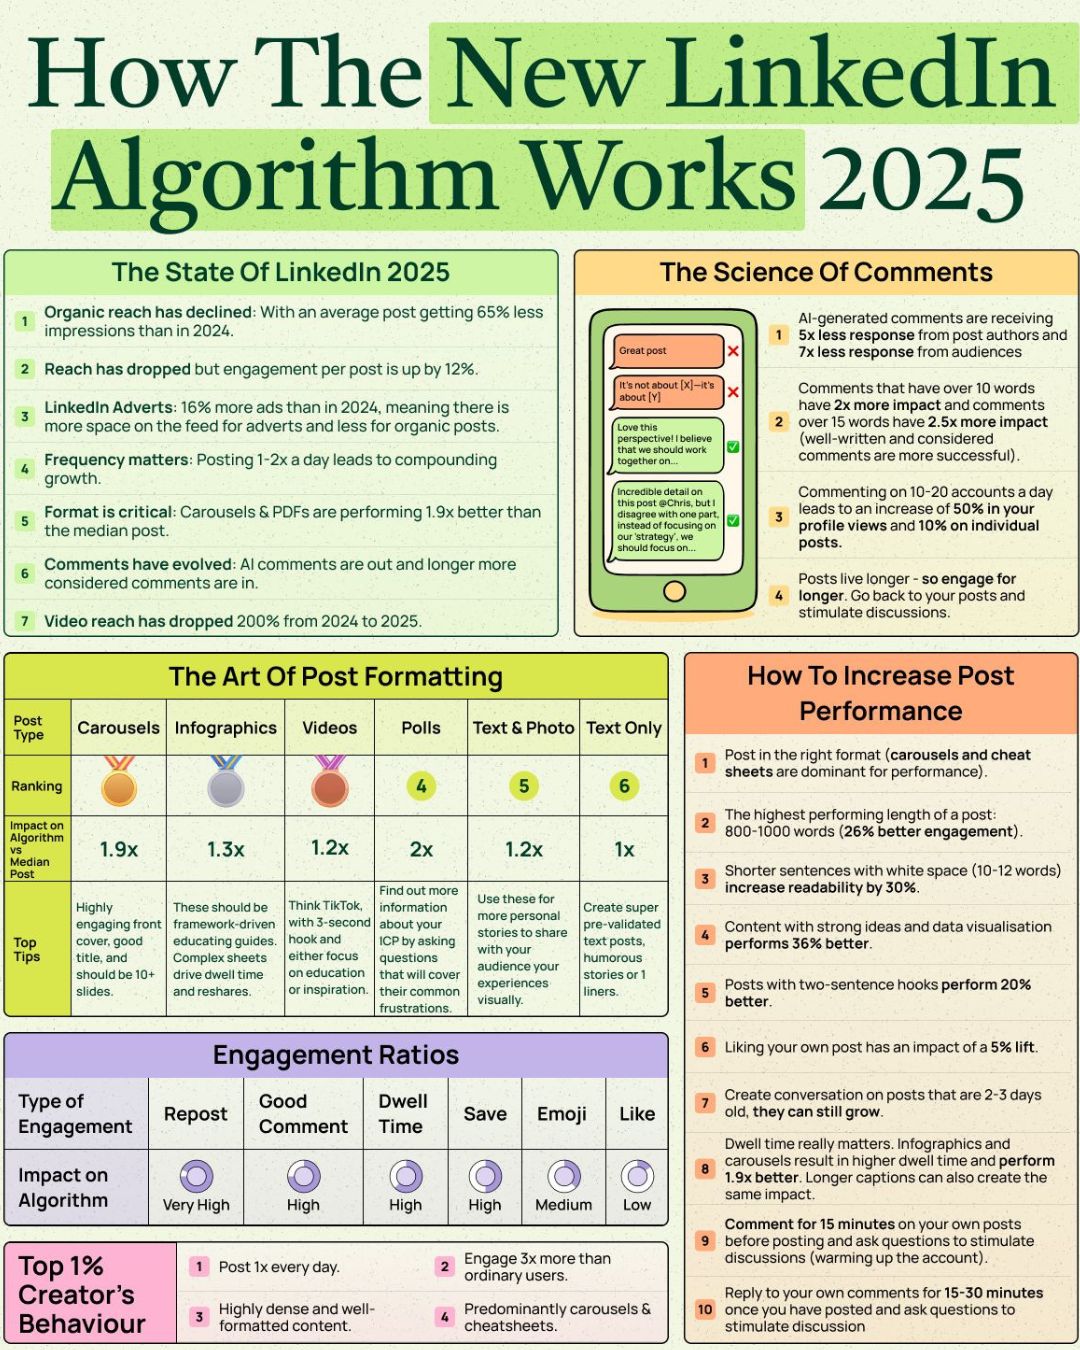 How The New LinkedIn
Algorithm Works 2025
The State Of LinkedIn 2025
1
Organic reach has declined: With an average post getting 65% less
impressions than in 2024.
2
Reach has dropped but engagement per post is up by 12%.
3
LinkedIn Adverts: 16% more ads than in 2024, meaning there is
more space on the feed for adverts and less for organic posts.
4
Frequency matters: Posting 1-2x a day leads to compounding
growth.
5
Format is critical: Carousels & PDFs are performing 1.9x better than
the median post.
6
Comments have evolved: AI comments are out and longer more
considered comments are in.
7
Video reach has dropped 200% from 2024 to 2025.
The Science Of Comments
Great post
It's not about [X]—it's
about [Y]
Love this
perspective! I believe
that we should work
together on...
Incredible detail on
this post @Chris, but I
disagree with one part,
instead of focusing on
our 'strategy', we
should focus on...
1
AI-generated comments are receiving
5x less response from post authors and
7x less response from audiences
2
Comments that have over 10 words
have 2x more impact and comments
over 15 words have 2.5x more impact
(well-written and considered
comments are more successful).
3
Commenting on 10-20 accounts a day
leads to an increase of 50% in your
profile views and 10% on individual
posts.
4
Posts live longer - so engage for
longer. Go back to your posts and
stimulate discussions.
The Art Of Post Formatting
Post
Type
Carousels
Infographics
Videos
Polls
Text & Photo
Text Only
Ranking
4
5
6
Impact on
Algorithm
vs
Median
Post
1.9x
1.3x
1.2x
2x
1.2x
1x
Top
Tips
Highly
engaging front
cover, good
title, and
should be 10+
slides.
These should be
framework-driven
educating guides.
Complex sheets
drive dwell time
and reshares.
Think TikTok,
with 3-second
hook and
either focus
on education
or inspiration.
Find out more
information
about your
ICP by asking
questions
that will cover
their common
frustrations.
Use these for
more personal
stories to share
with your
audience your
experiences
visually.
Create super
pre-validated
text posts,
humorous
stories or 1
liners.
How To Increase Post
Performance
1
Post in the right format (carousels and cheat
sheets are dominant for performance).
2
The highest performing length of a post:
800-1000 words (26% better engagement).
3
Shorter sentences with white space (10-12 words)
increase readability by 30%.
4
Content with strong ideas and data visualisation
performs 36% better.
5
Posts with two-sentence hooks perform 20%
better.
6
Liking your own post has an impact of a 5% lift.
7
Create conversation on posts that are 2-3 days
old, they can still grow.
8
Dwell time really matters. Infographics and
carousels result in higher dwell time and perform
1.9x better. Longer captions can also create the
same impact.
9
Comment for 15 minutes on your own posts
before posting and ask questions to stimulate
discussions (warming up the account).
10
Reply to your own comments for 15-30 minutes
once you have posted and ask questions to
stimulate discussion
Engagement Ratios
Type of
Engagement
Repost
Good
Comment
Dwell
Time
Save
Emoji
Like
Impact on
Algorithm
Very High
High
High
High
Medium
Low
Top 1%
Creator's
Behaviour
1
Post 1x every day.
2
Engage 3x more than
ordinary users.
3
Highly dense and well-
formatted content.
4
Predominantly carousels &
cheatsheets.